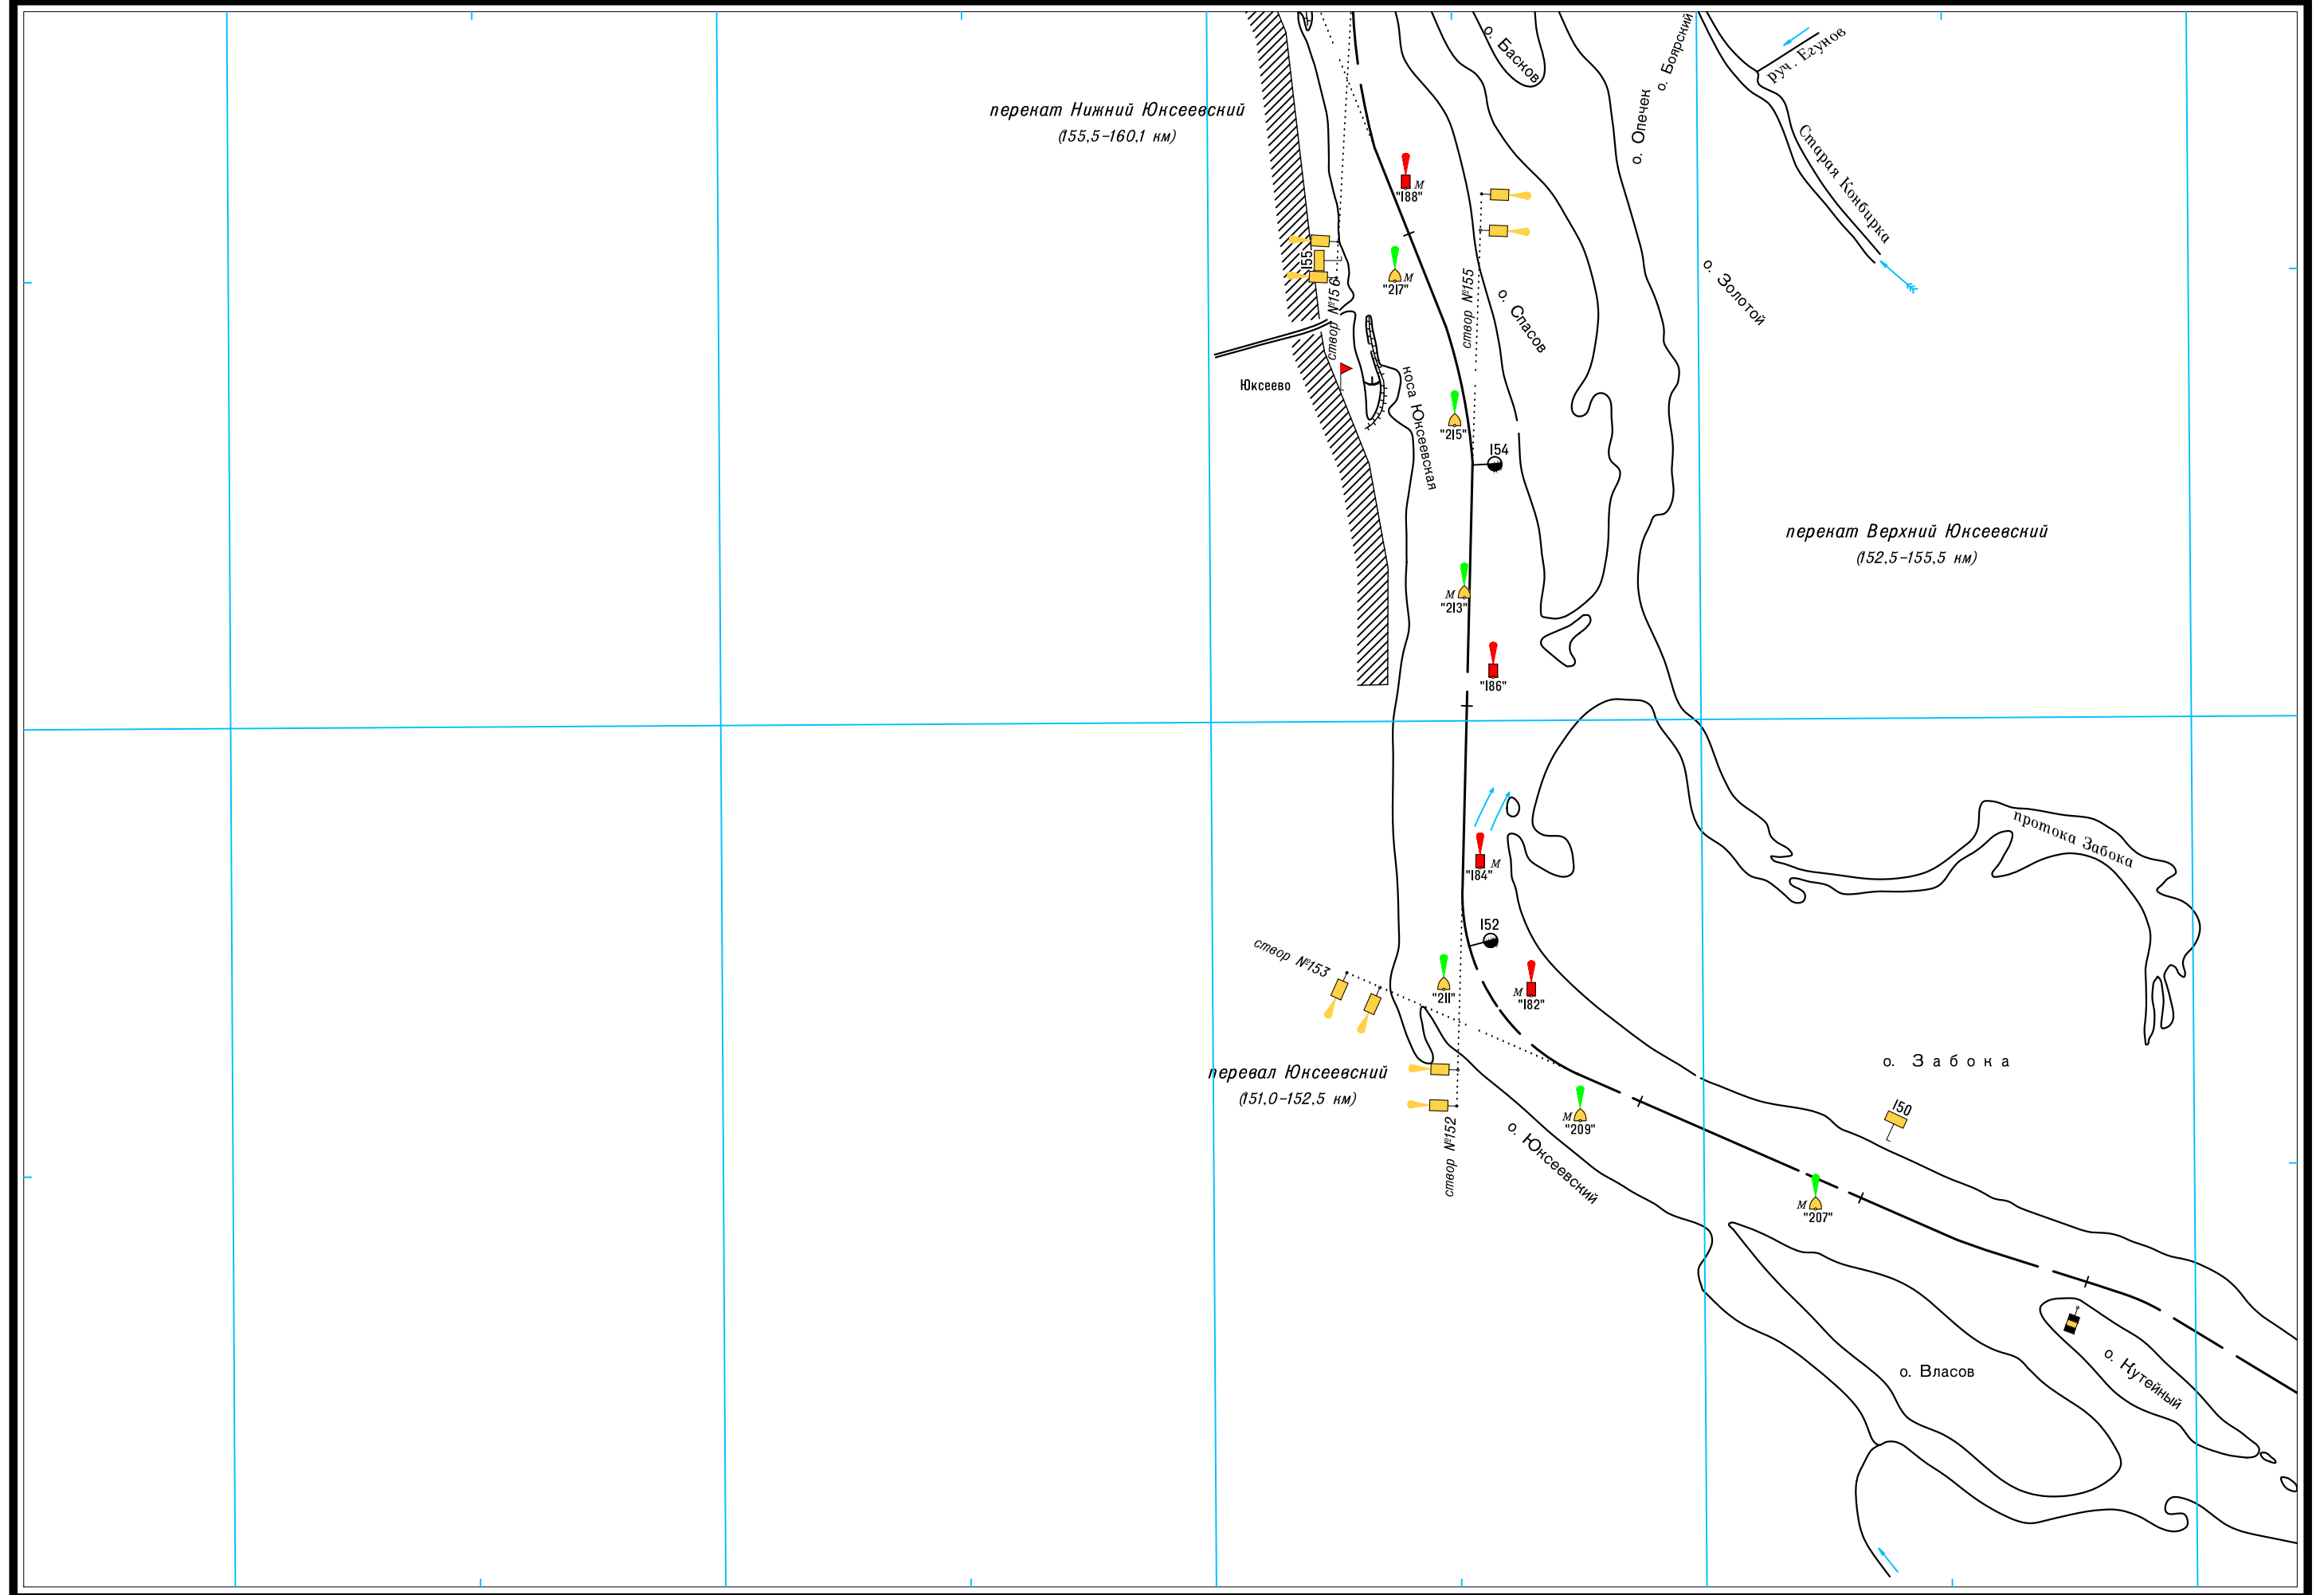 о. Басков
о. Боярский
руч. Егунов
перекат Нижний Юксеевский
(155,5-160,1 км)
о. Опечек
Старая Конбирка
М
"188"
155
М
"217"
створ №156
створ №155
о. Спасов
о. Золотой
Юксеево
коса Юксеевская
"215"
154
перекат Верхний Юксеевский
(152,5-155,5 км)
М
"213"
"186"
протока Забока
М
"184"
152
створ №153
"211"
М
"182"
перевал Юксеевский
(151,0-152,5 км)
о. Забока
150
створ №152
о. Юксеевский
М
"209"
М
"207"
о. Власов
о. Кутейный